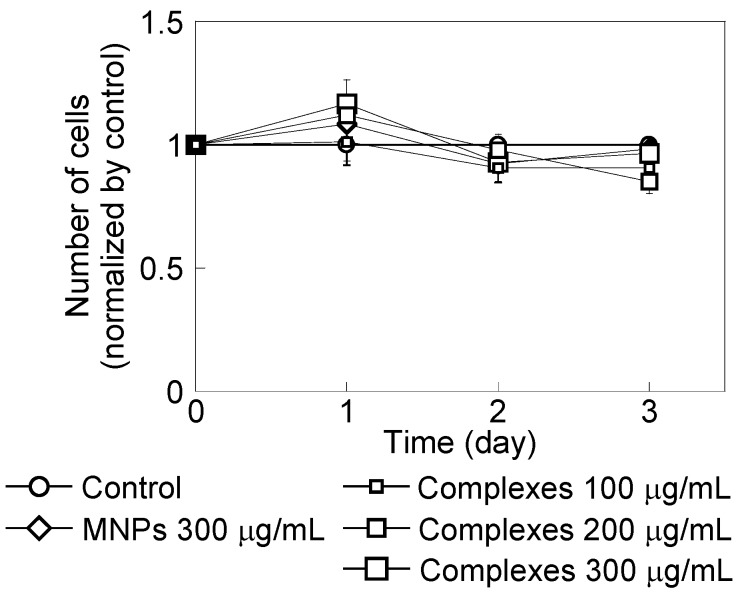 1.5
1
0.5
0
Number of cells
(normalized by control)
0 1 2 3
Time (day)
Control
MNPs 300 μg/mL
Complexes 100 μg/mL
Complexes 200 μg/mL
Complexes 300 μg/mL